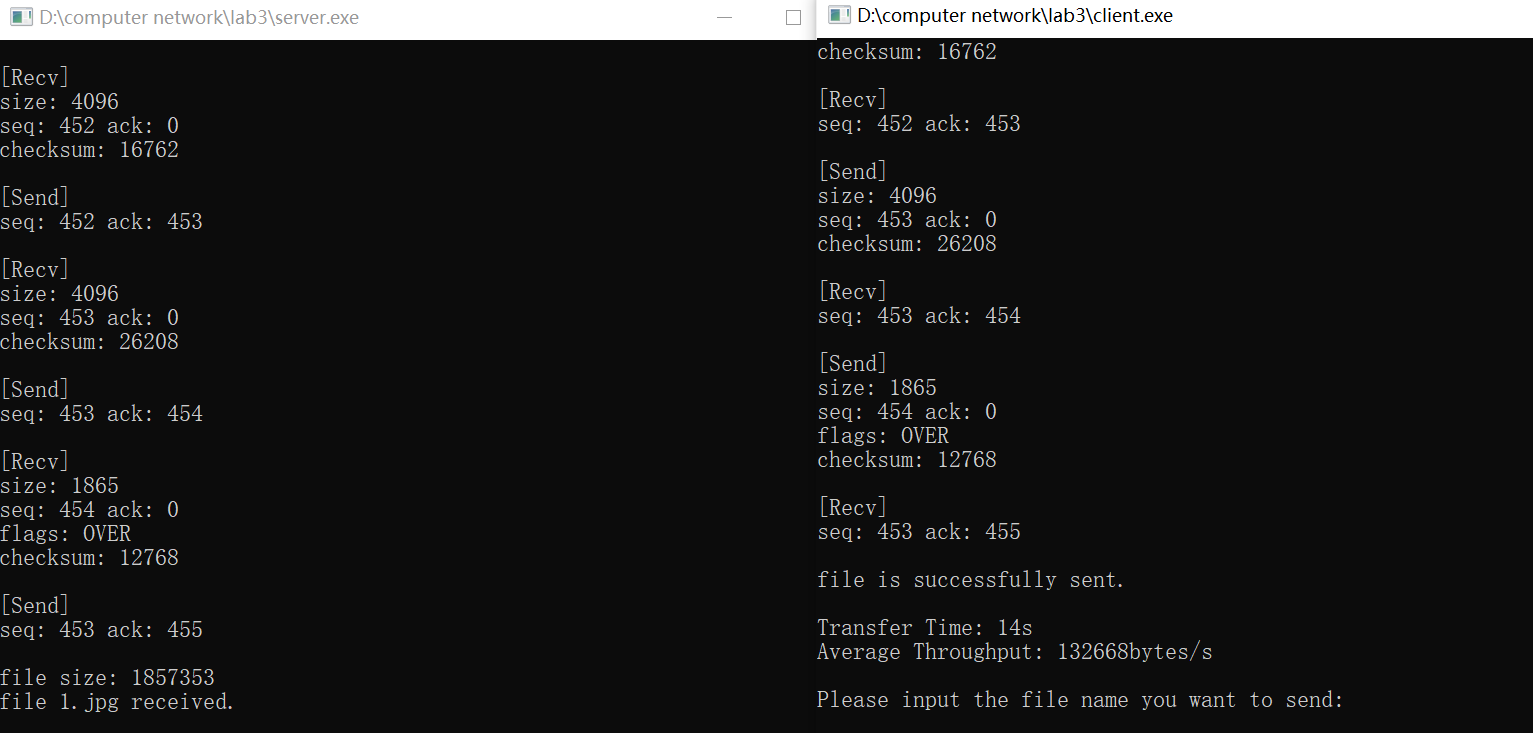 D:\computer network\lab3\server.exe
[Recv]
size: 4096
seq: 452 ack: 0
checksum: 16762
[Send]
seq: 452 ack: 453
[Recv]
size: 4096
seq: 453 ack: 0
checksum: 26208
[Send]
seq: 453 ack: 454
[Recv]
size: 1865
seq: 454 ack: 0
flags: OVER
checksum: 12768
[Send]
seq: 453 ack: 455
file size: 1857353
file 1.jpg received.
D:\computer network\lab3\client.exe
checksum: 16762
[Recv]
seq: 452 ack: 453
[Send]
size: 4096
seq: 453 ack: 0
checksum: 26208
[Recv]
seq: 453 ack: 454
[Send]
size: 1865
seq: 454 ack: 0
flags: OVER
checksum: 12768
[Recv]
seq: 453 ack: 455
file is successfully sent.
Transfer Time: 14s
Average Throughput: 132668bytes/s
Please input the file name you want to send: